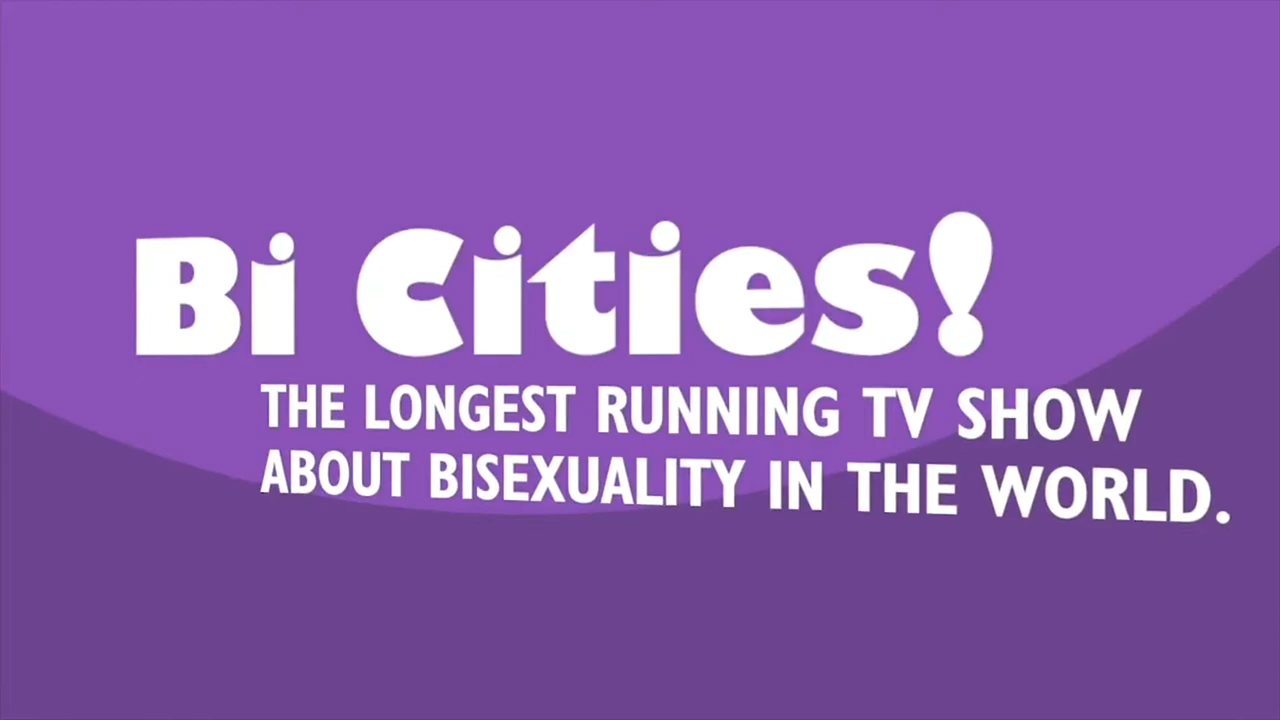 Bi Cities!
THE LONGEST RUNNING TV SHOW
ABOUT BISEXUALITY IN THE WORLD.